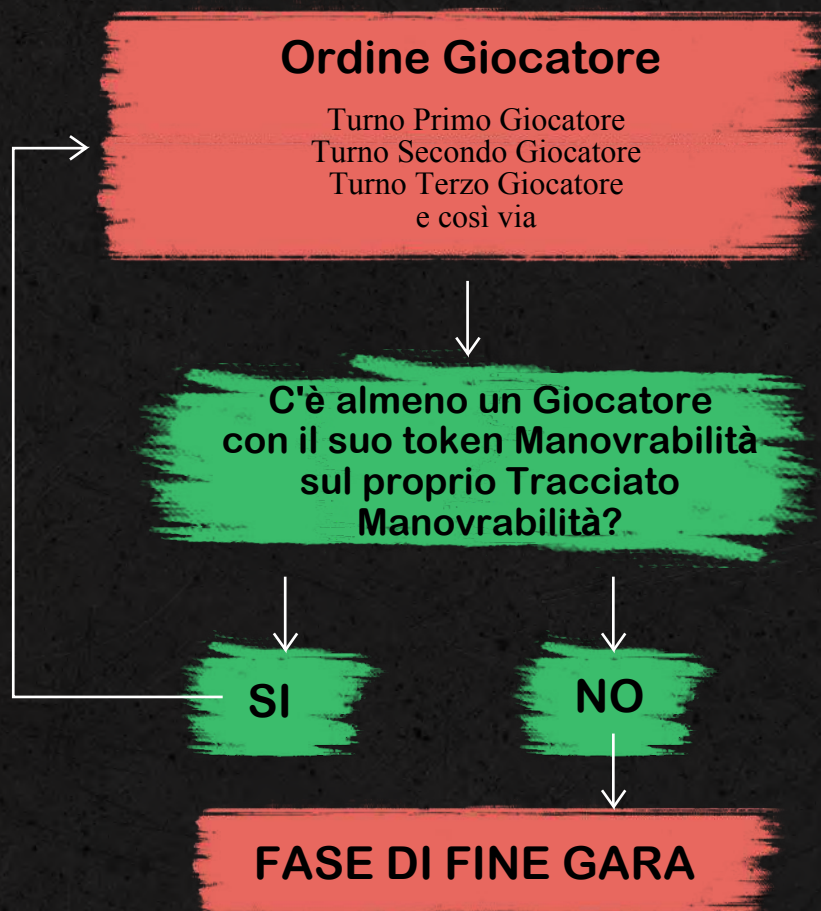 Ordine Giocatore
Turno Primo Giocatore
Turno Secondo Giocatore
Turno Terzo Giocatore
e così via
C'è almeno un Giocatore
con il suo token Manovrabilità
sul proprio Tracciato
Manovrabilità?
SI
NO
FASE DI FINE GARA